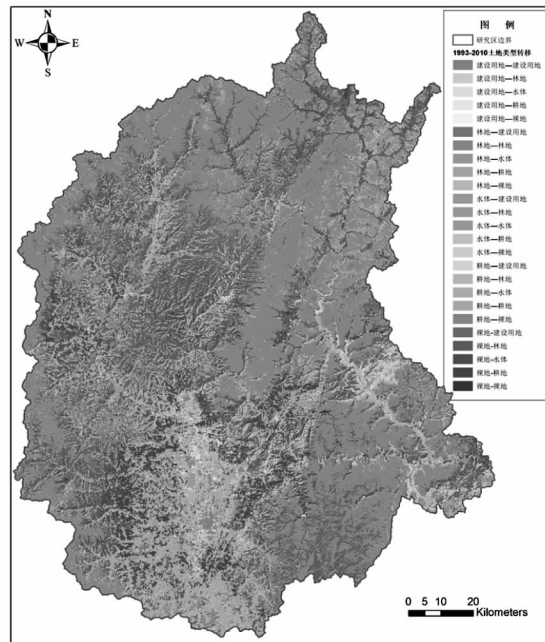 N
W E
S
图 例
研究区边界
1993-2010土地类型转移
建设用地—建设用地
建设用地—林地
建设用地—水体
建设用地—耕地
建设用地—裸地
林地—建设用地
林地—林地
林地—水体
林地—耕地
林地—裸地
水体—建设用地
水体—林地
水体—水体
水体—耕地
水体—裸地
耕地—建设用地
耕地—林地
耕地—水体
耕地—耕地
耕地—裸地
裸地-建设用地
裸地-林地
裸地-水体
裸地-耕地
裸地-裸地
0 5 10 20
Kilometers